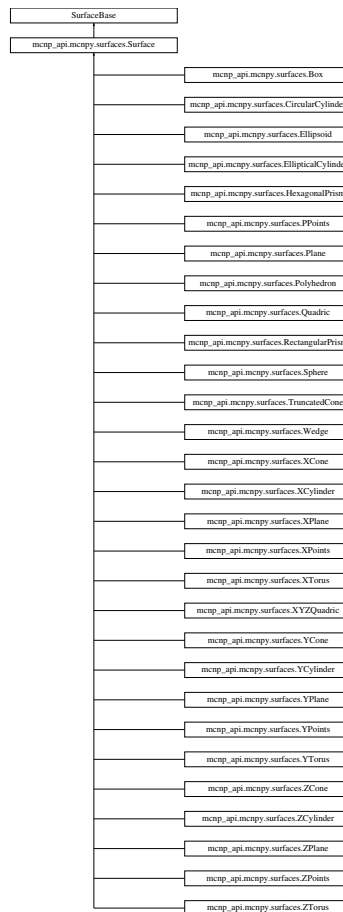 SurfaceBase
mcnp_api.mcnpy.surfaces.Surface
mcnp_api.mcnpy.surfaces.Box
mcnp_api.mcnpy.surfaces.CircularCylinder
mcnp_api.mcnpy.surfaces.Ellipsoid
mcnp_api.mcnpy.surfaces.EllipticalCylinder
mcnp_api.mcnpy.surfaces.HexagonalPrism
mcnp_api.mcnpy.surfaces.PPoints
mcnp_api.mcnpy.surfaces.Plane
mcnp_api.mcnpy.surfaces.Polyhedron
mcnp_api.mcnpy.surfaces.Quadric
mcnp_api.mcnpy.surfaces.RectangularPrism
mcnp_api.mcnpy.surfaces.Sphere
mcnp_api.mcnpy.surfaces.TruncatedCone
mcnp_api.mcnpy.surfaces.Wedge
mcnp_api.mcnpy.surfaces.XCone
mcnp_api.mcnpy.surfaces.XCylinder
mcnp_api.mcnpy.surfaces.XPlane
mcnp_api.mcnpy.surfaces.XPoints
mcnp_api.mcnpy.surfaces.XTorus
mcnp_api.mcnpy.surfaces.XYZQuadric
mcnp_api.mcnpy.surfaces.YCone
mcnp_api.mcnpy.surfaces.YCylinder
mcnp_api.mcnpy.surfaces.YPlane
mcnp_api.mcnpy.surfaces.YPoints
mcnp_api.mcnpy.surfaces.YTorus
mcnp_api.mcnpy.surfaces.ZCone
mcnp_api.mcnpy.surfaces.ZCylinder
mcnp_api.mcnpy.surfaces.ZPlane
mcnp_api.mcnpy.surfaces.ZPoints
mcnp_api.mcnpy.surfaces.ZTorus